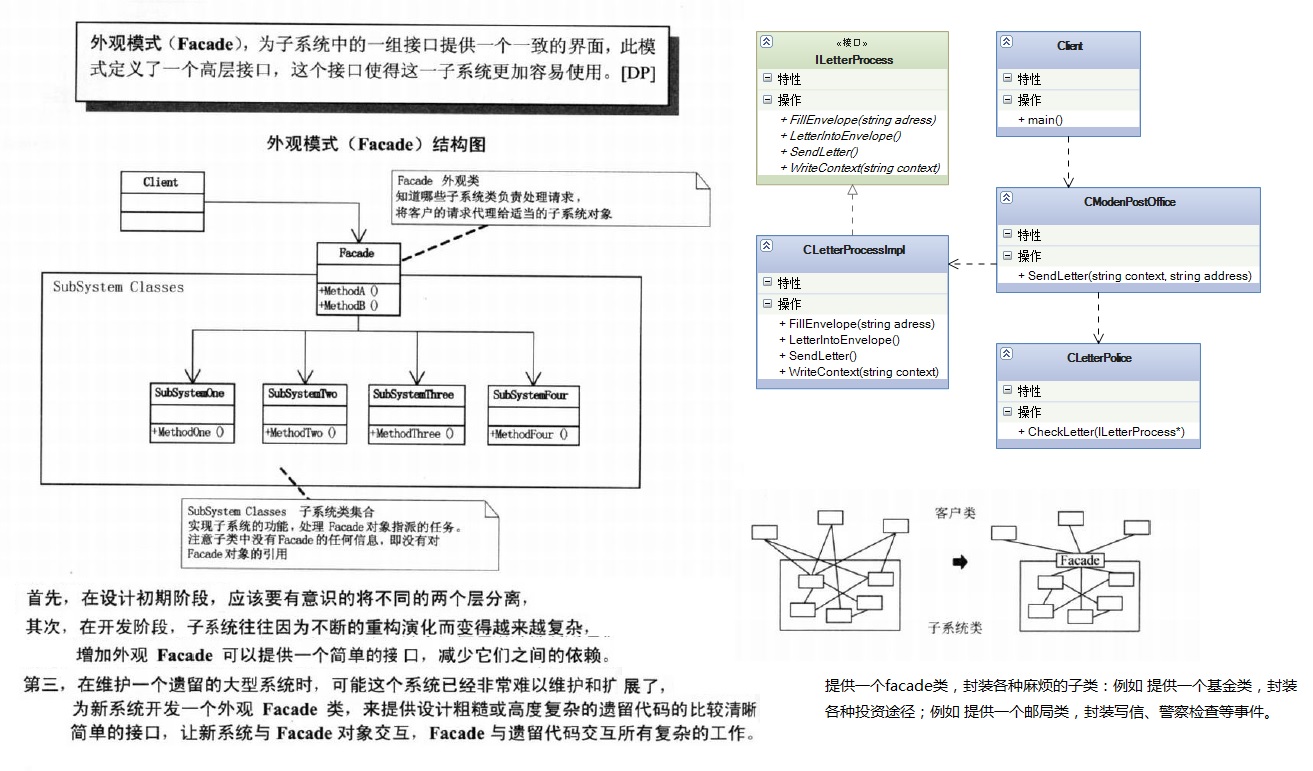 外观模式（Facade），为子系统中的一组接口提供一个一致的界面，此模
式定义了一个高层接口，这个接口使得这一子系统更加容易使用。[DP]
外观模式（Facade）结构图
Client
Facade 外观类
知道哪些子系统类负责处理请求，
将客户的请求代理给适当的子系统对象
Facade
+MethodA ()
+MethodB ()
SubSystem Classes
SubSystemOne
+MethodOne ()
SubSystemTwo
+MethodTwo ()
SubSystemThree
+MethodThree ()
SubSystemFour
+MethodFour ()
SubSystem Classes 子系统类集合
实现子系统的功能，处理 Facade 对象指派的任务。
注意子类中没有Facade的任何信息，即没有对
Facade 对象的引用
首先，在设计初期阶段，应该要有意识的将不同的两个层分离，
其次，在开发阶段，子系统往往因为不断的重构演化而变得越来越复杂，
增加外观 Facade 可以提供一个简单的接口，减少它们之间的依赖。
第三，在维护一个遗留的大型系统时，可能这个系统已经非常难以维护和扩展了，
为新系统开发一个外观 Facade 类，来提供设计粗糙或高度复杂的遗留代码的比较清晰
简单的接口，让新系统与 Facade 对象交互，Facade 与遗留代码交互所有复杂的工作。
«接口»
ILetterProcess
特性
操作
+ FillEnvelope(string adress)
+ LetterIntoEnvelope()
+ SendLetter()
+ WriteContext(string context)
Client
特性
操作
+ main()
CLetterProcessImpl
特性
操作
+ FillEnvelope(string adress)
+ LetterIntoEnvelope()
+ SendLetter()
+ WriteContext(string context)
CModenPostOffice
特性
操作
+ SendLetter(string context, string address)
CLetterPolice
特性
操作
+ CheckLetter(ILetterProcess*)
客户类
Facade
子系统类
提供一个facade类，封装各种麻烦的子类：例如 提供一个基金类，封装
各种投资途径；例如 提供一个邮局类，封装写信、警察检查等事件。